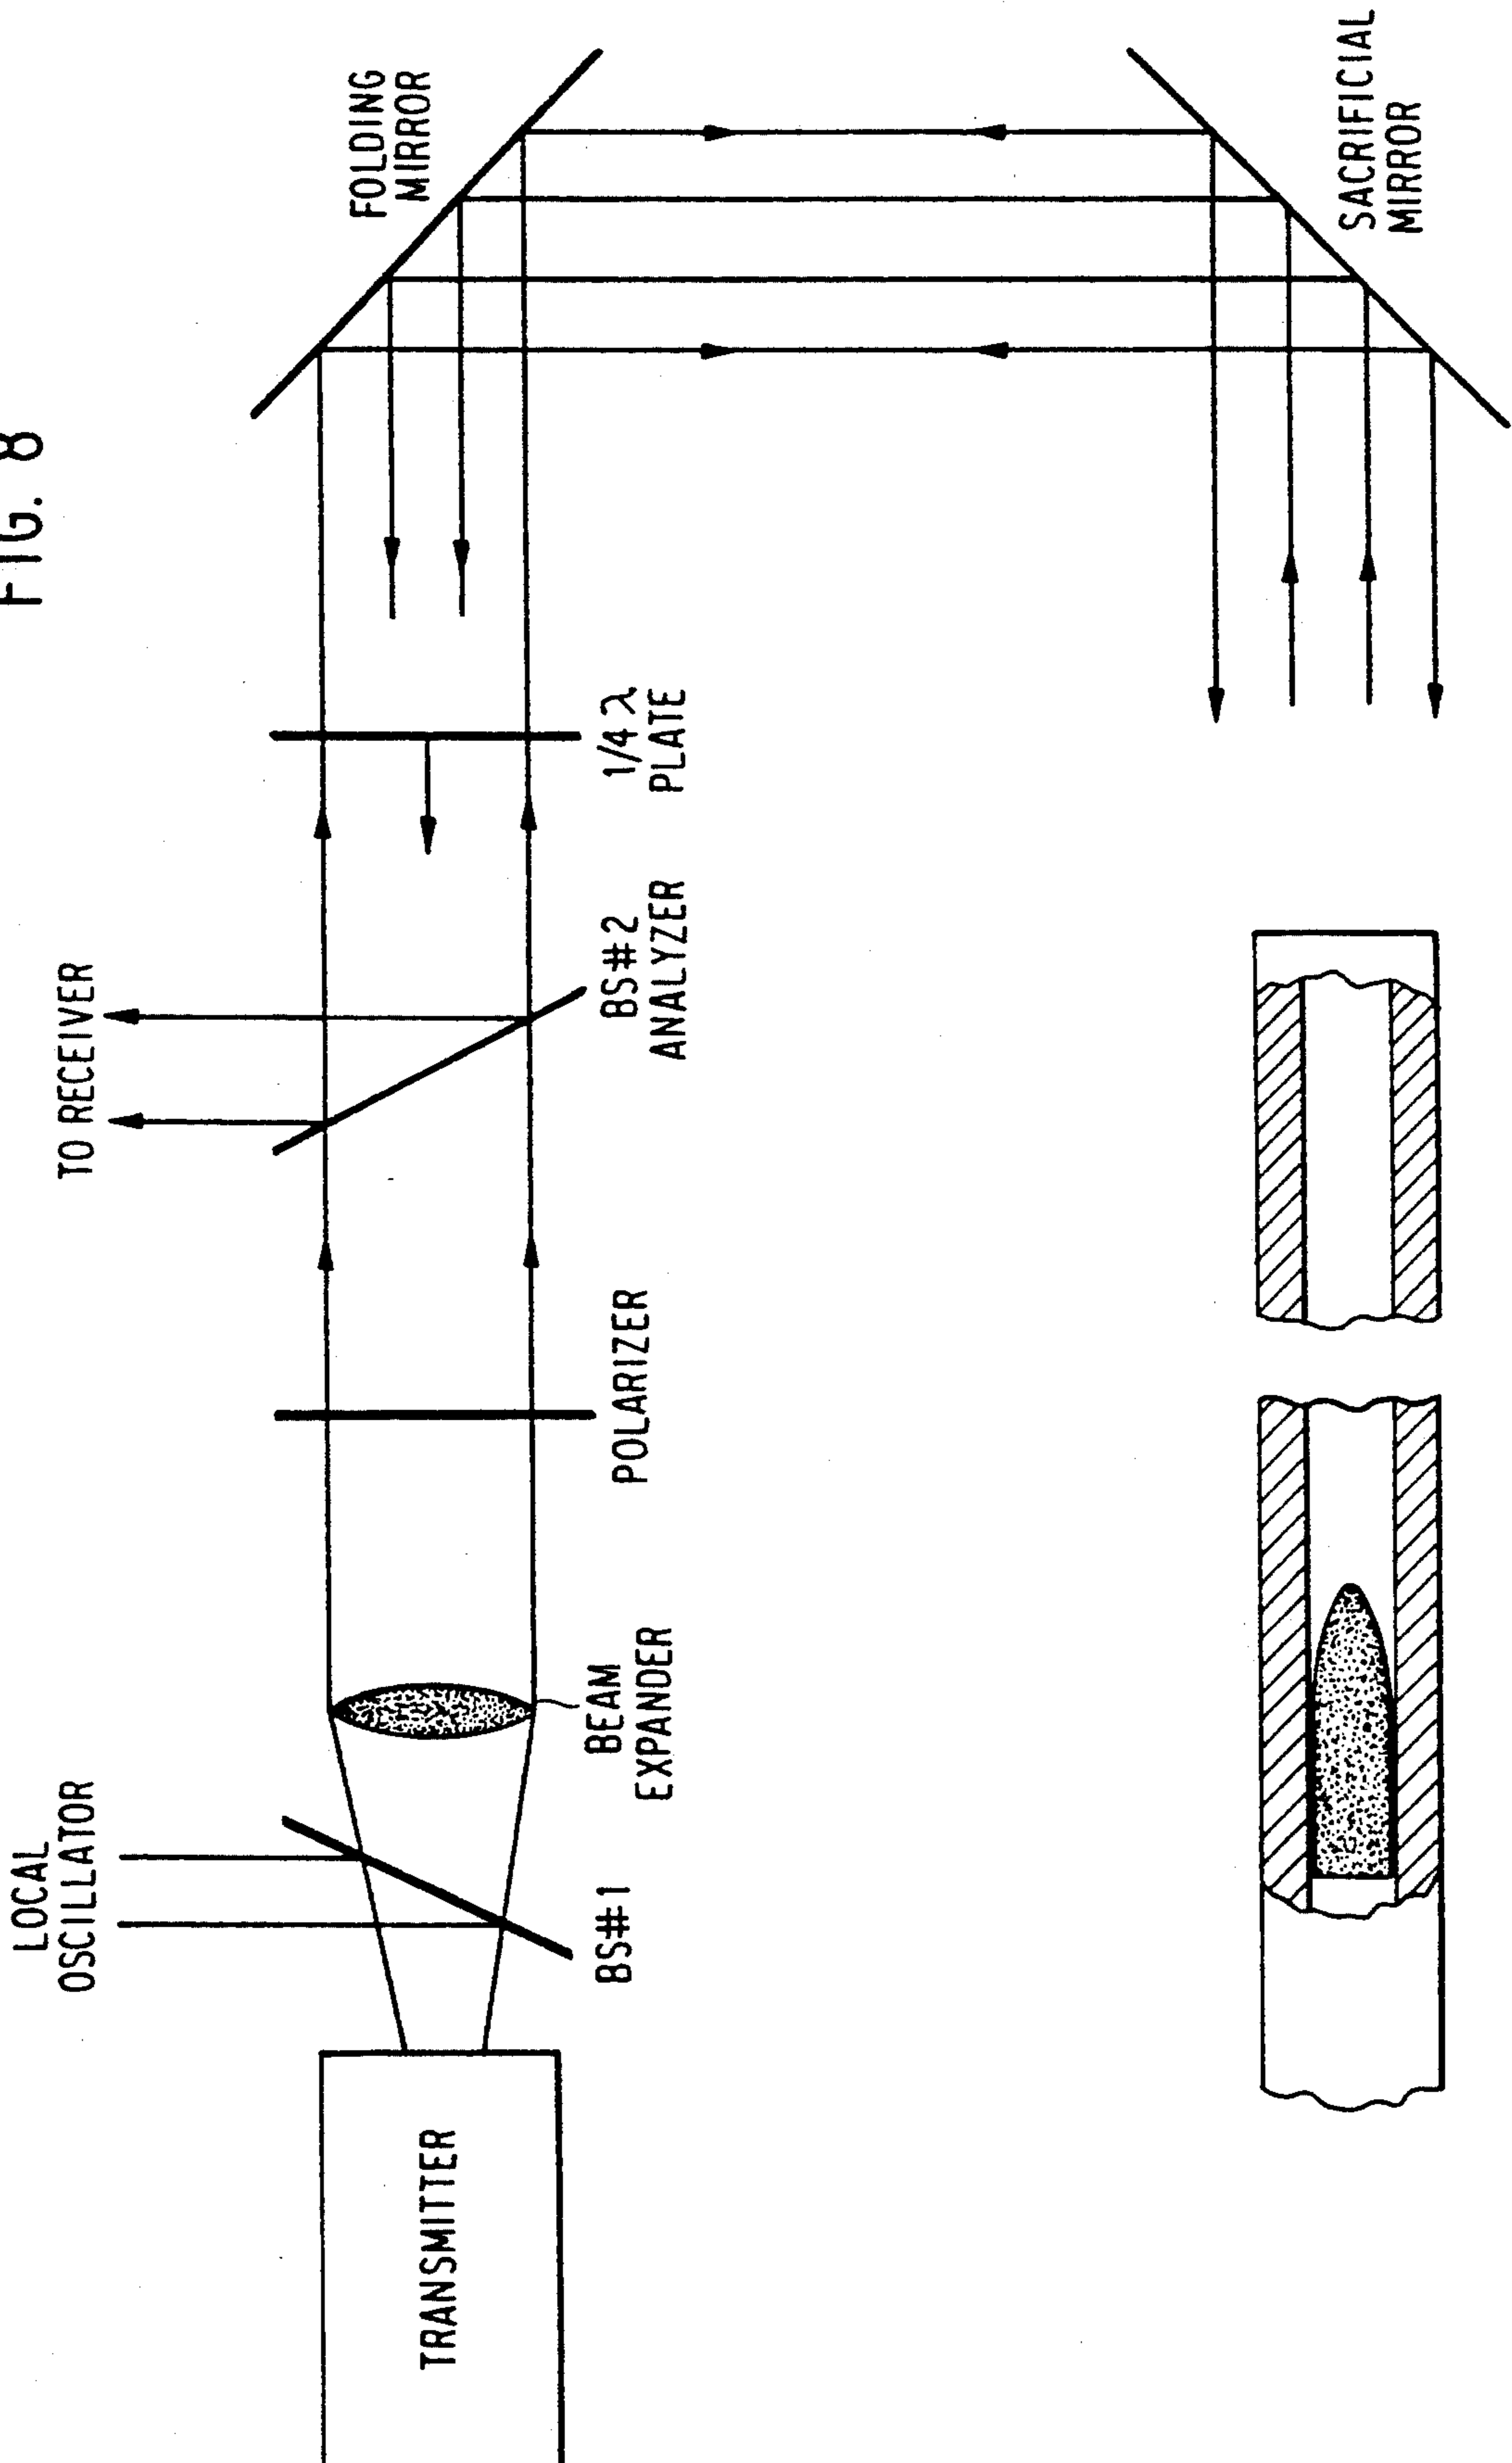 FIG. 8
LOCAL
OSCILLATOR
TO RECEIVER
TRANSMITTER
BS#1
BEAM
EXPANDER
POLARIZER
BS#2
ANALYZER
1/4 λ
PLATE
FOLDING
MIRROR
SACRIFICIAL
MIRROR